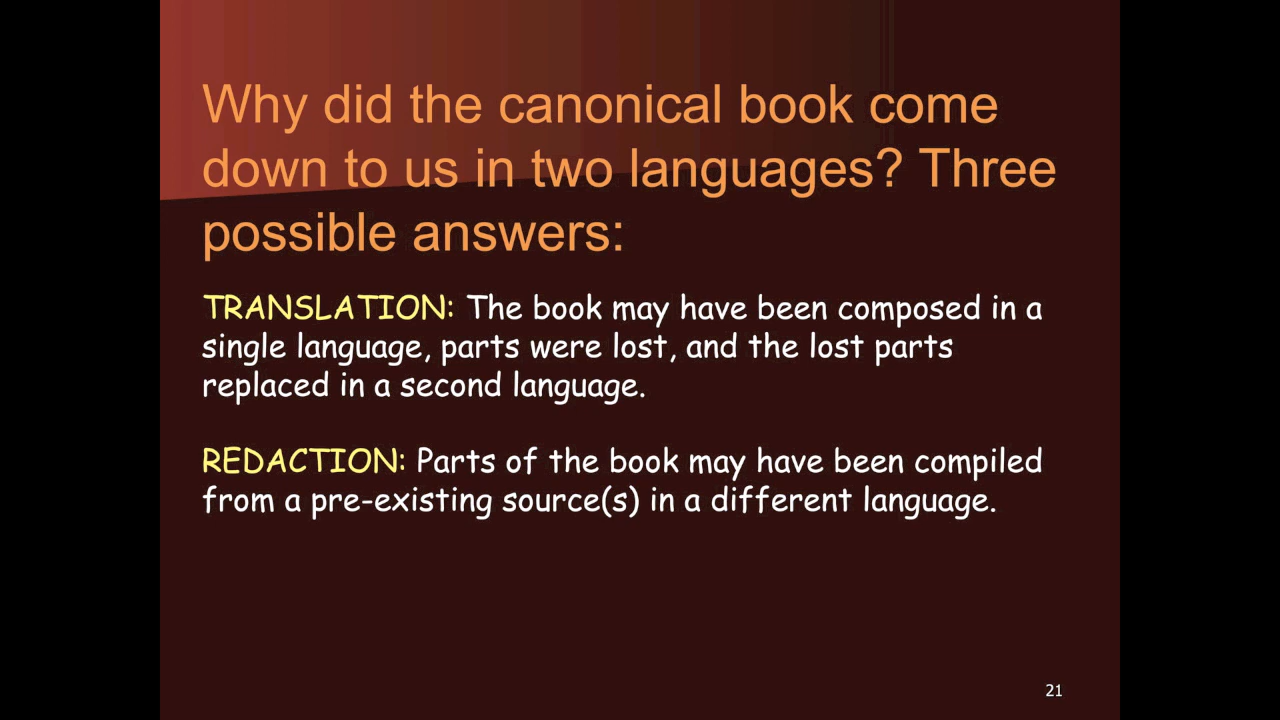 Why did the canonical book come
down to us in two languages? Three
possible answers:
TRANSLATION: The book may have been composed in a
single language, parts were lost, and the lost parts
replaced in a second language.
REDACTION: Parts of the book may have been compiled
from a pre-existing source(s) in a different language.
21